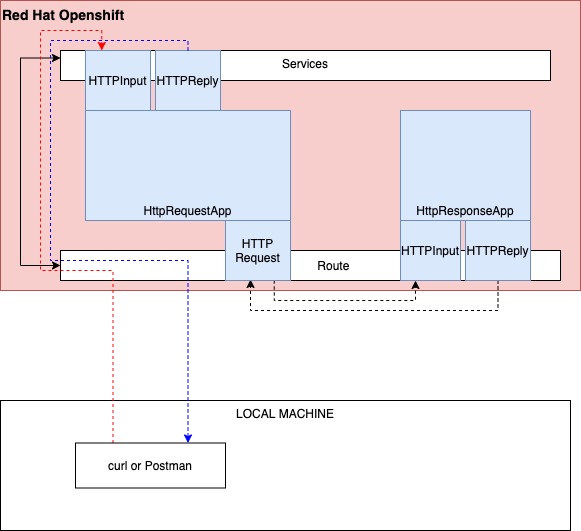 Red Hat Openshift
Services
HTTPInput
HTTPReply
HttpRequestApp
HttpResponseApp
HTTP
Request
Route
HTTPInput
HTTPReply
LOCAL MACHINE
curl or Postman